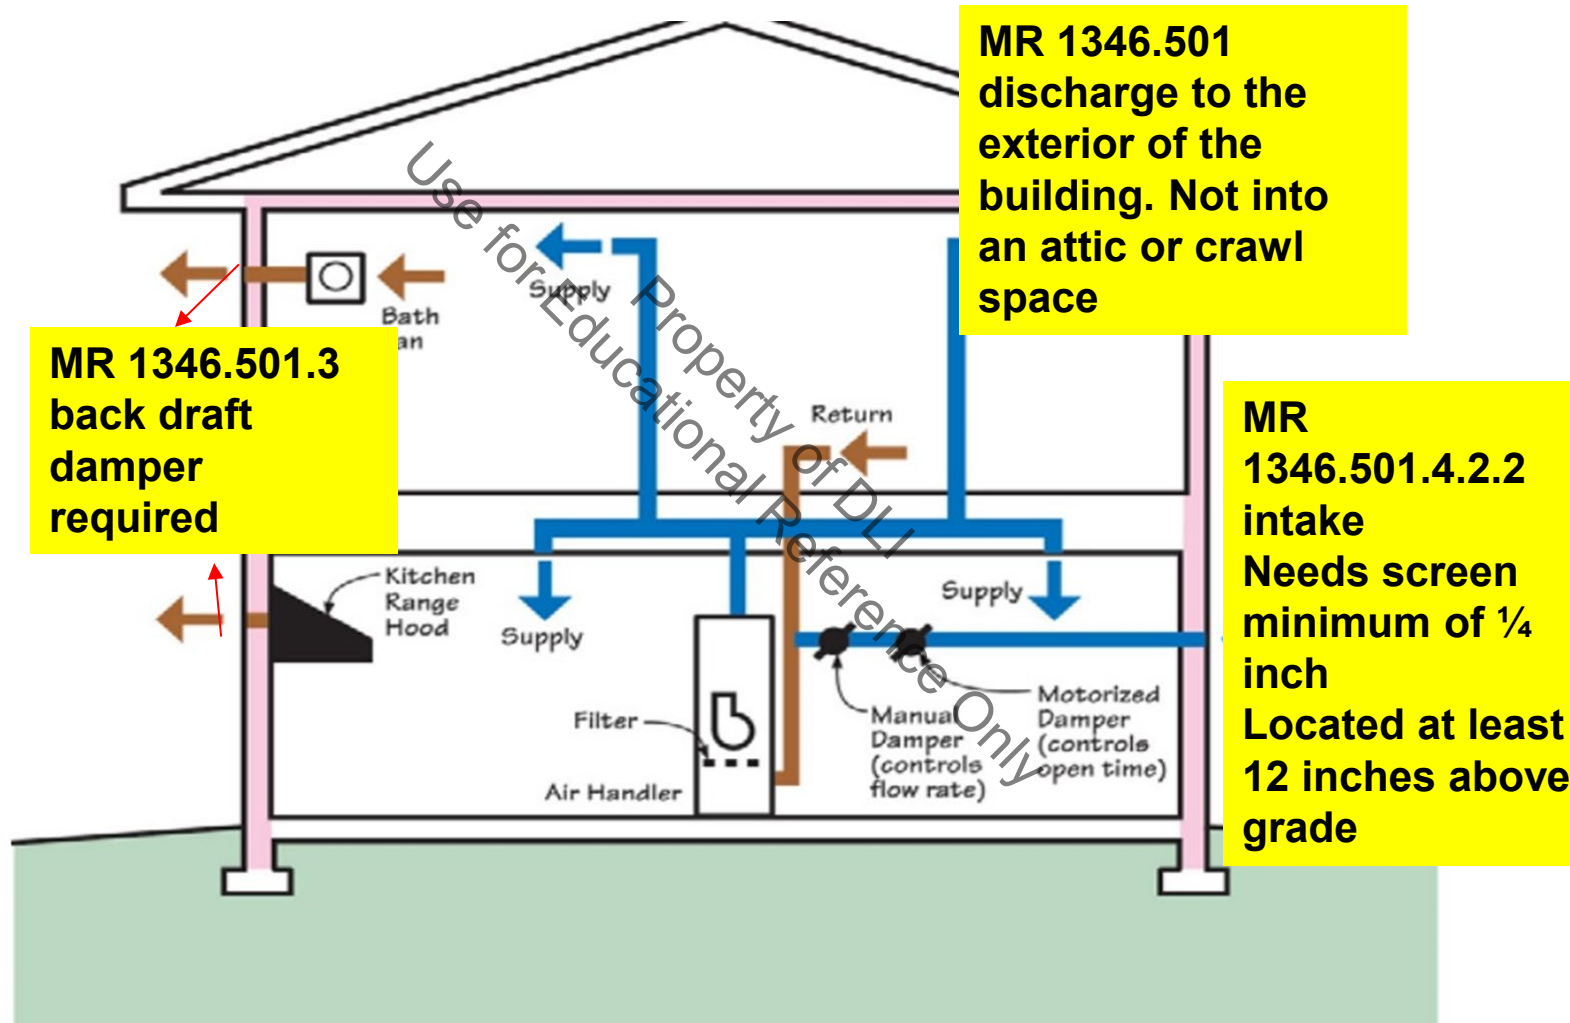 MR 1346.501
discharge to the
exterior of the
building. Not into
an attic or crawl
space
Use for Educational Reference Only
Property of DLI
Supply
Bath
an
MR 1346.501.3
back draft
damper
required
Return
MR
1346.501.4.2.2
intake
Needs screen
minimum of ¼
inch
Located at least
12 inches above
grade
Kitchen
Range
Hood
Supply
Supply
Filter
Air Handler
Manual
Damper
(controls
flow rate)
Motorized
Damper
(controls
open time)